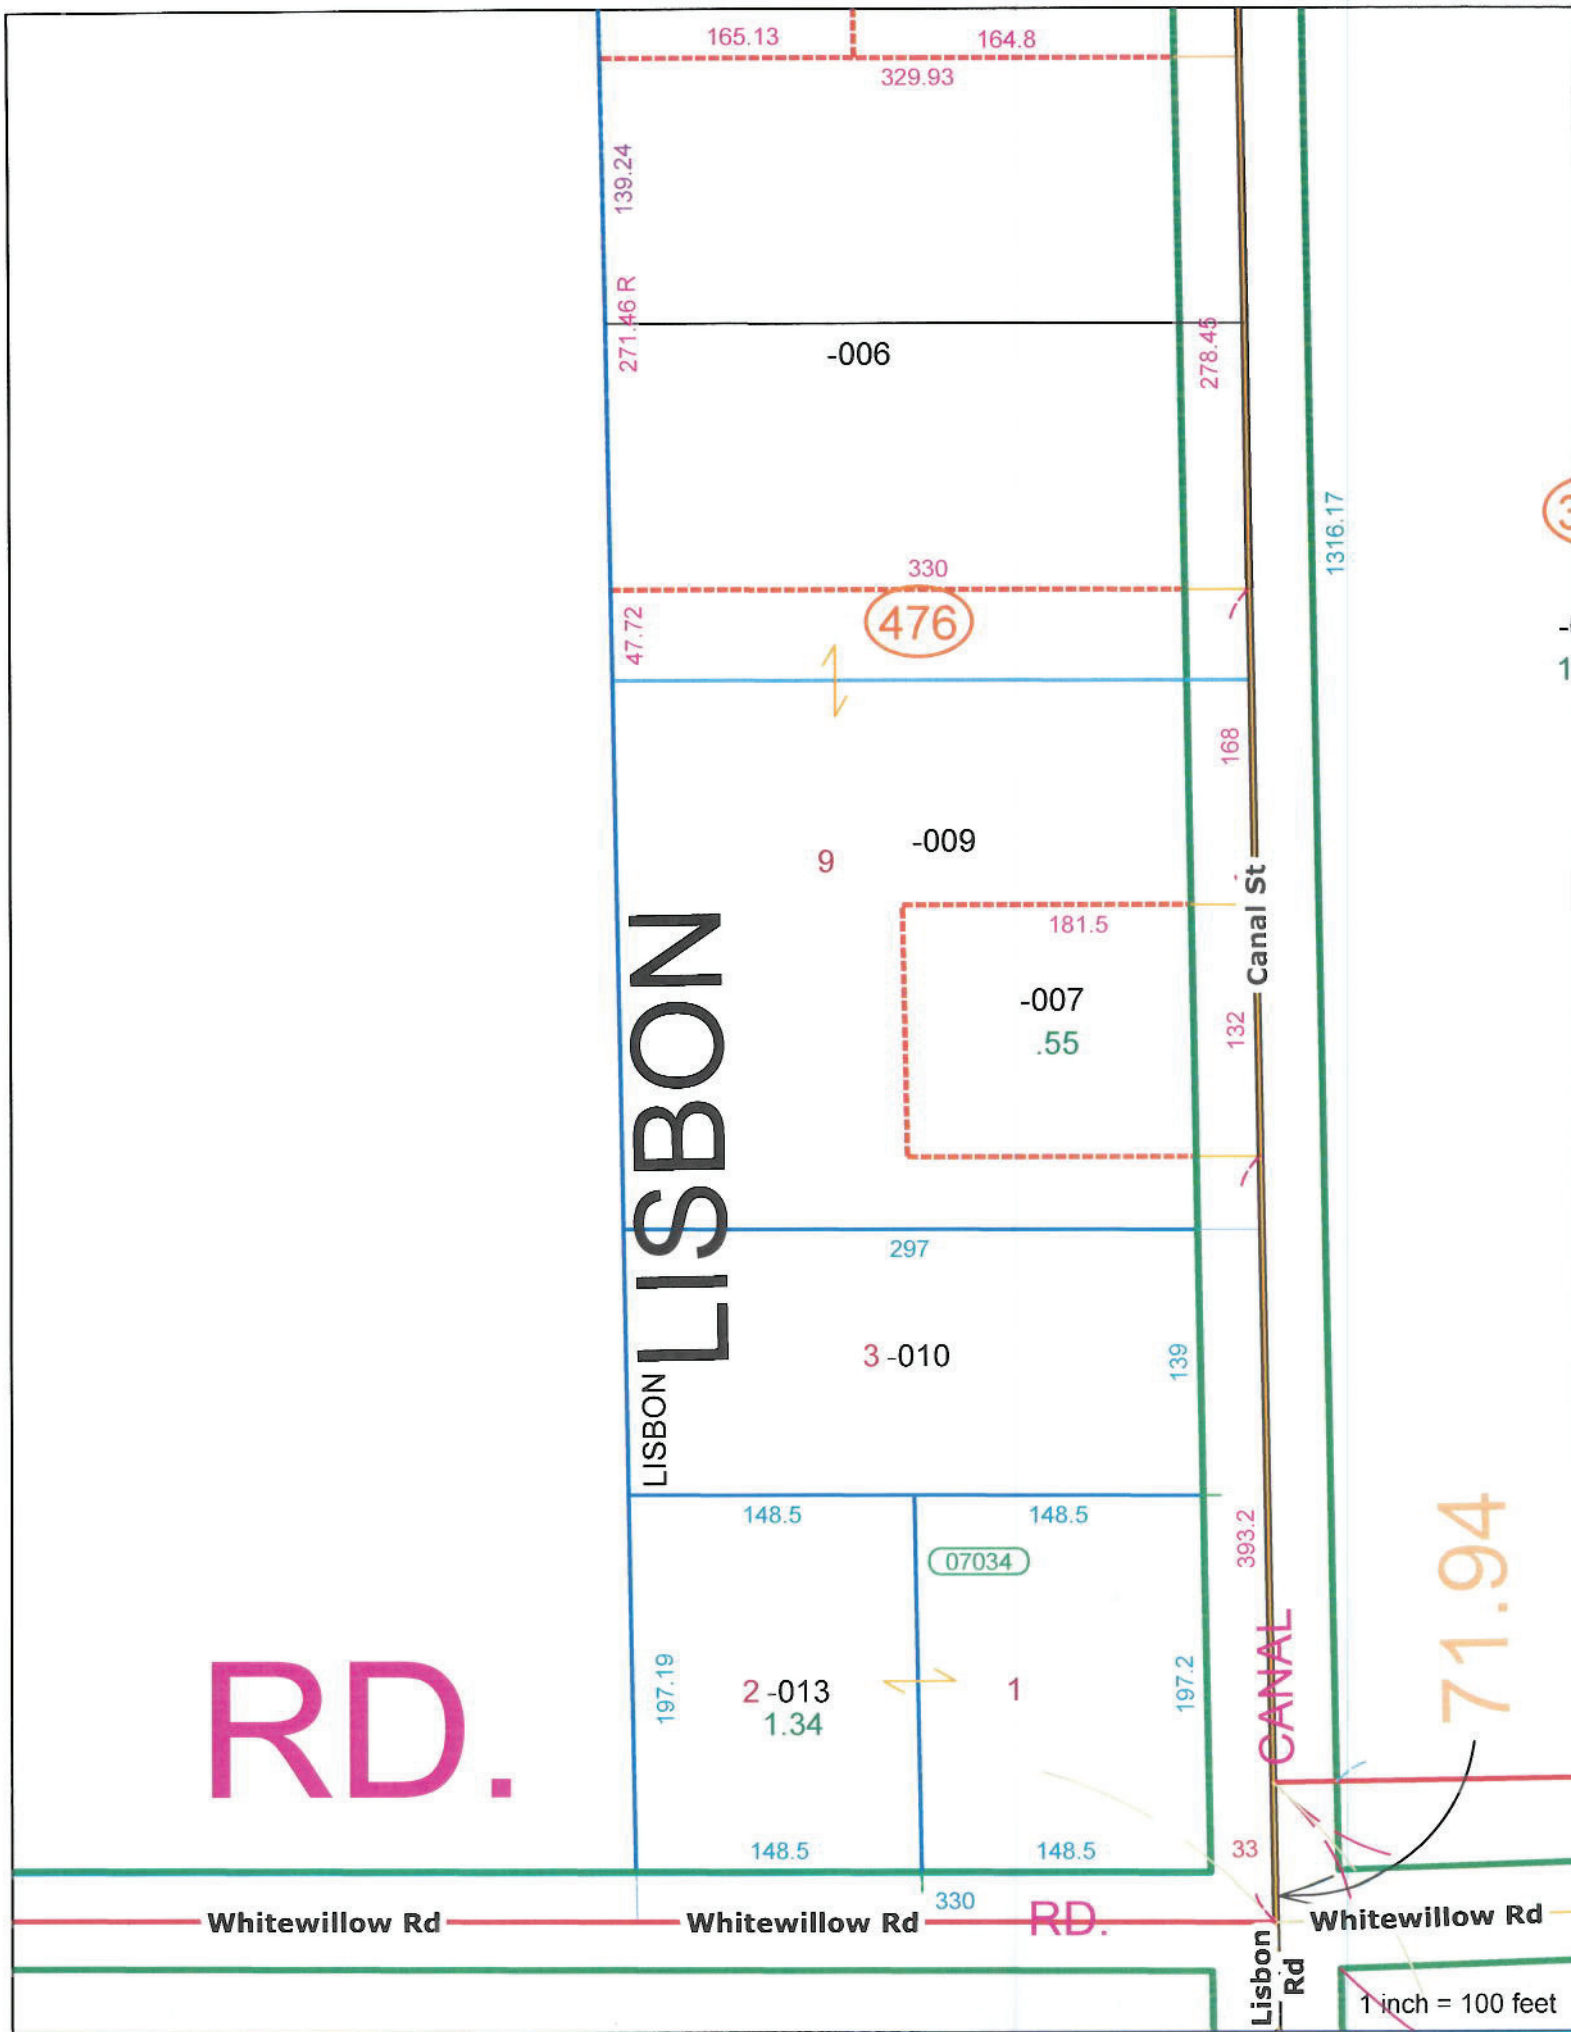 165.13
164.8
329.93
139.24
271.46 R
-006
278.45
1316.17
330
476
47.72
168
-009
9
Canal St
181.5
-007
.55
132
LISBON
297
3 -010
139
LISBON
148.5
148.5
07034
393.2
71.94
CANAL
RD.
197.19
2 -013
1.34
1
197.2
148.5
148.5
33
330
Whitewillow Rd
Whitewillow Rd
RD.
Whitewillow Rd
Lisbon
Rd
1 inch = 100 feet